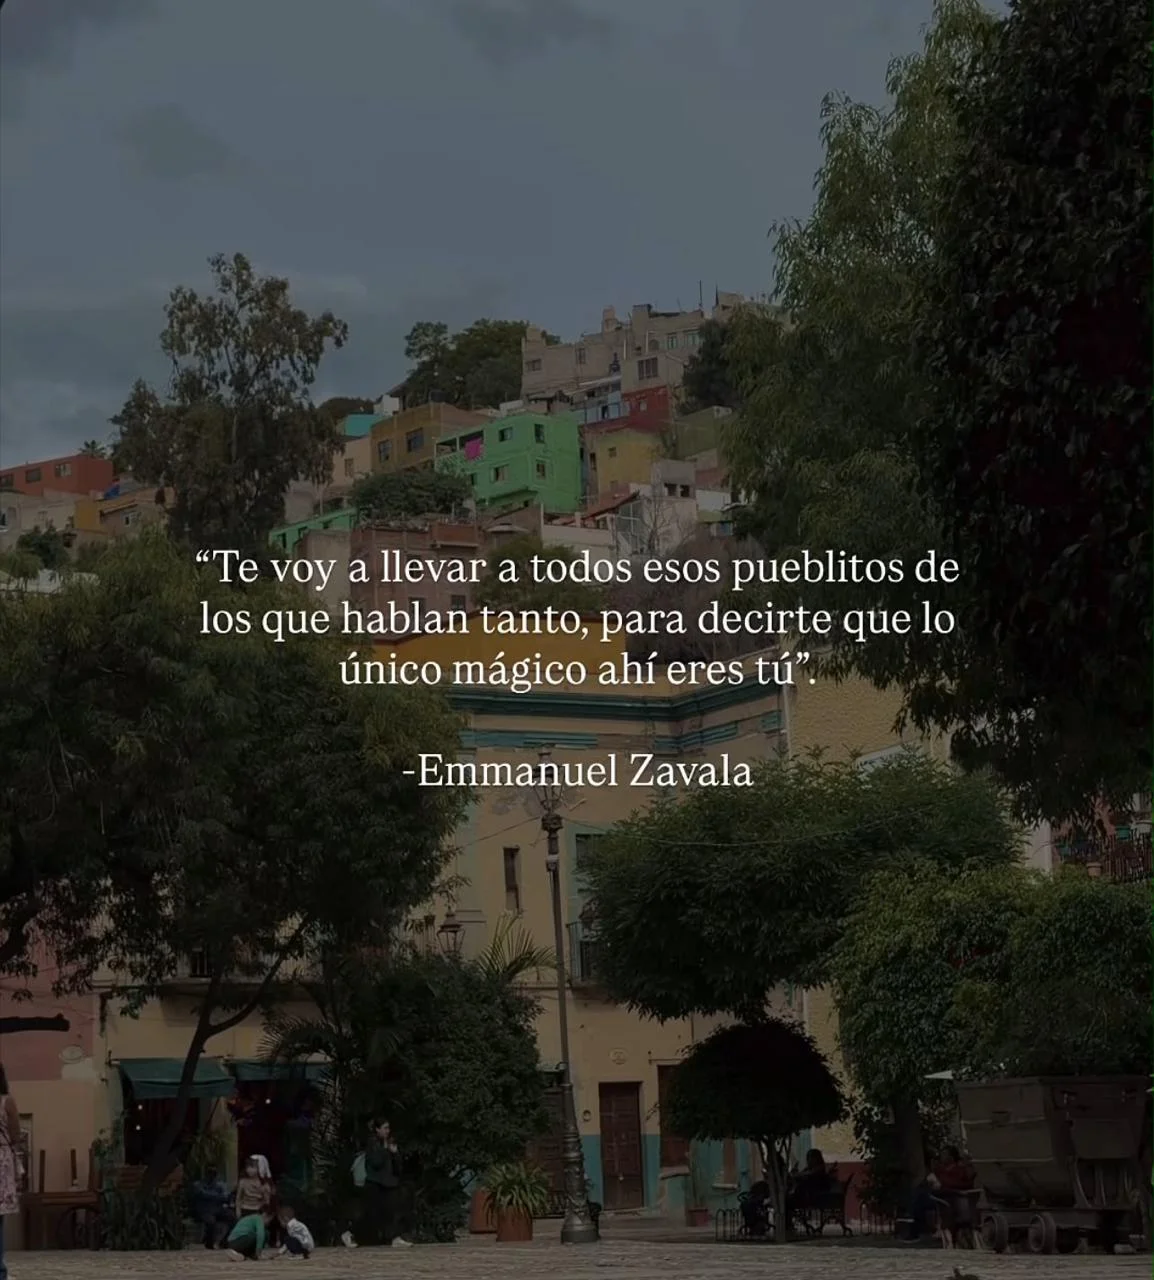 “Te voy a llevar a todos esos pueblitos de
los que hablan tanto, para decirte que lo
único mágico ahí eres tú”.
-Emmanuel Zavala